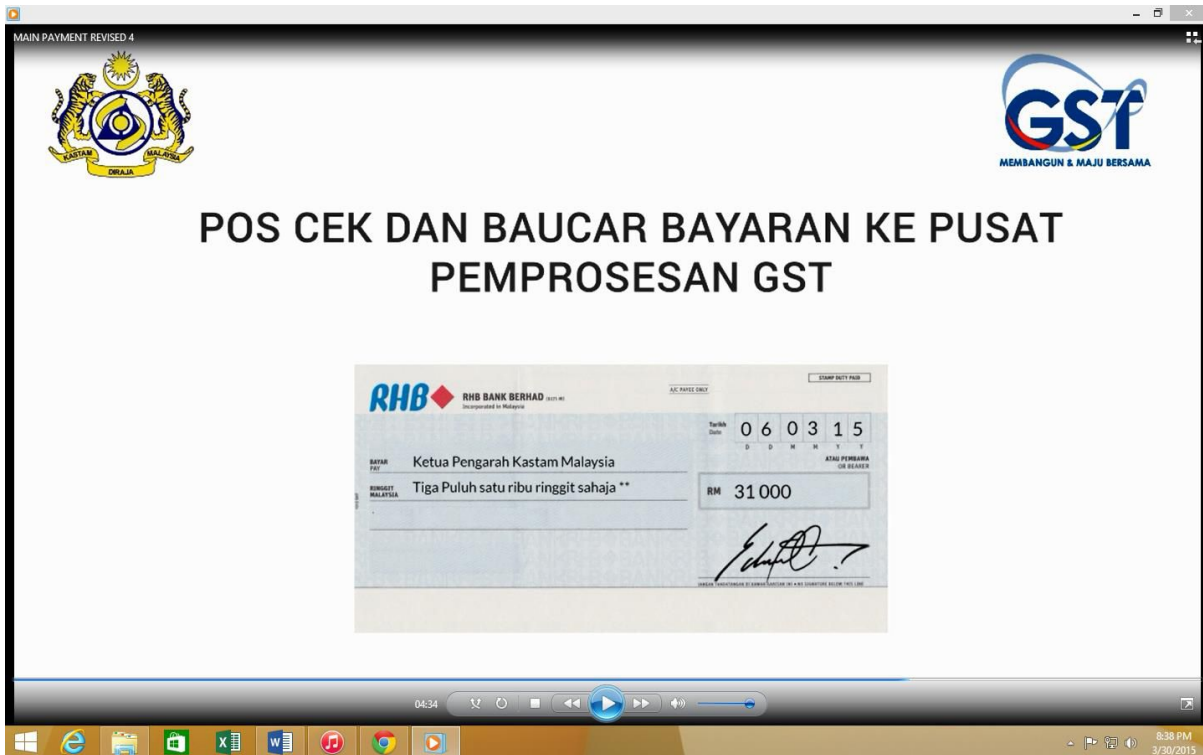 MAIN PAYMENT REVISED 4
KASTAM MALAYSIA
DIRAJA
GST
MEMBANGUN & MAJU BERSAMA
POS CEK DAN BAUCAR BAYARAN KE PUSAT
PEMPROSESAN GST
RHB
RHB BANK BERHAD
Incorporated in Malaysia
A/C PAYEE ONLY
STAMP DUTY PAID
Tarikh
Date
0 6 0 3 1 5
D D M M Y Y
BAYAR
PAY
Ketua Pengarah Kastam Malaysia
ATAU PEMBAWA
OR BEARER
RINGGIT
MALAYSIA
Tiga Puluh satu ribu ringgit sahaja **
RM 31 000
04:34
8:38 PM
3/30/2015